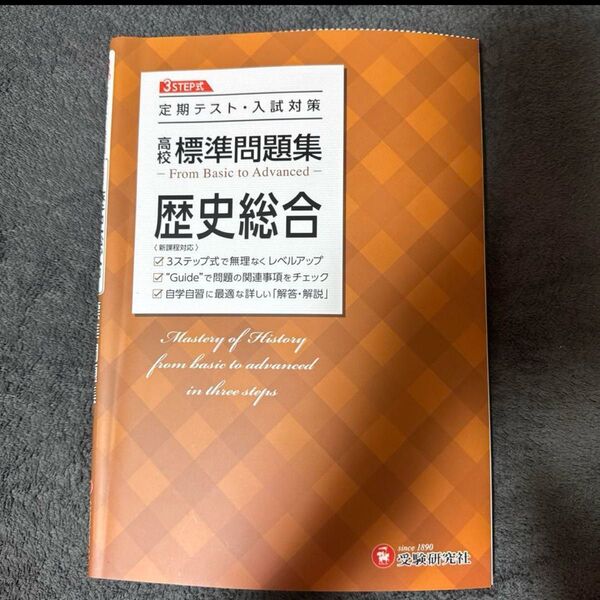 3STEP式
定期テスト・入試対策
高校 標準問題集
－From Basic to Advanced－
歴史総合
〈新課程対応〉
3ステップ式で無理なくレベルアップ
“Guide”で問題の関連事項をチェック
自学自習に最適な詳しい「解答・解説」
Mastery of History
from basic to advanced
in three steps
since 1890
受験研究社